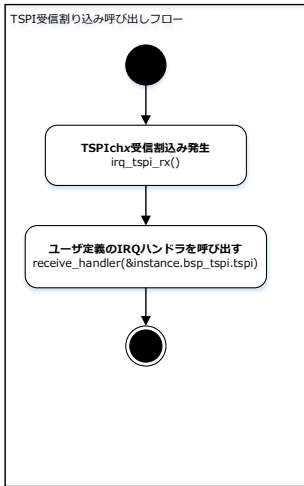 TSPI受信割り込み呼び出しフロー
TSPIchx受信割込み発生
irq_tspi_rx()
ユーザ定義のIRQハンドラを呼び出す
receive_handler(&instance.bsp_tspi.tspi)